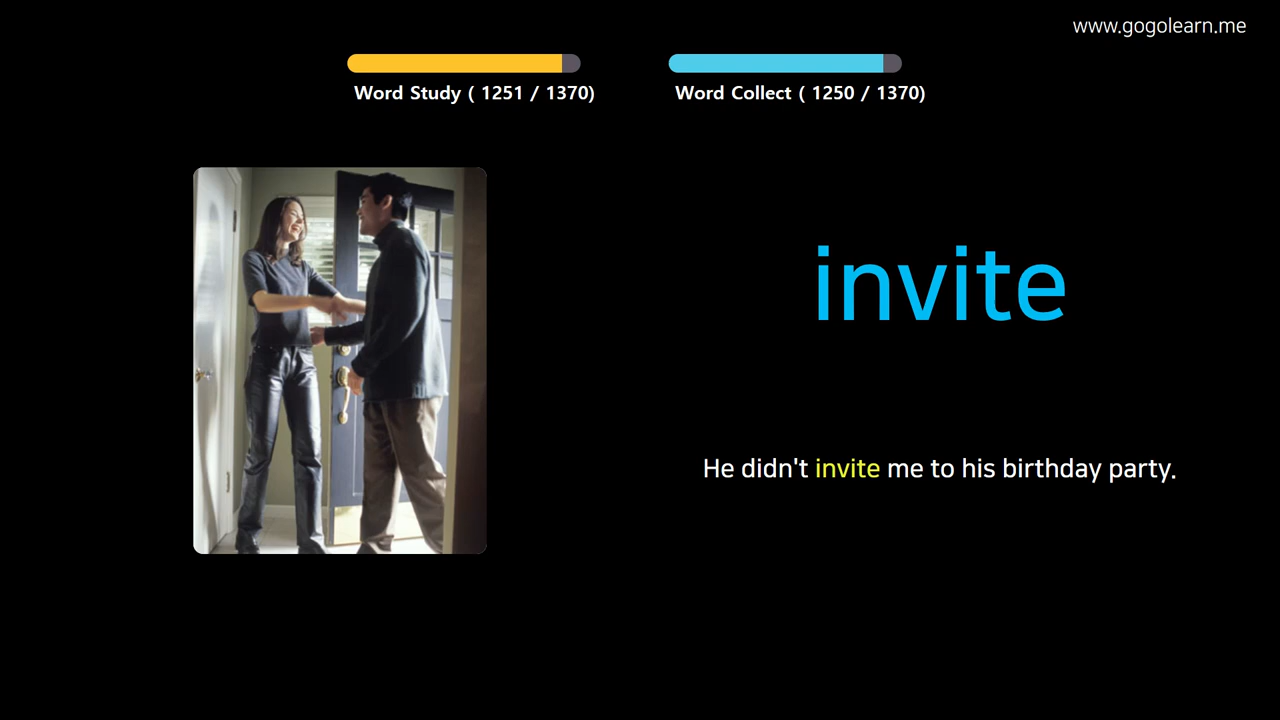 www.gogolearn.me
Word Study ( 1251 / 1370)
Word Collect ( 1250 / 1370)
invite
He didn't invite me to his birthday party.